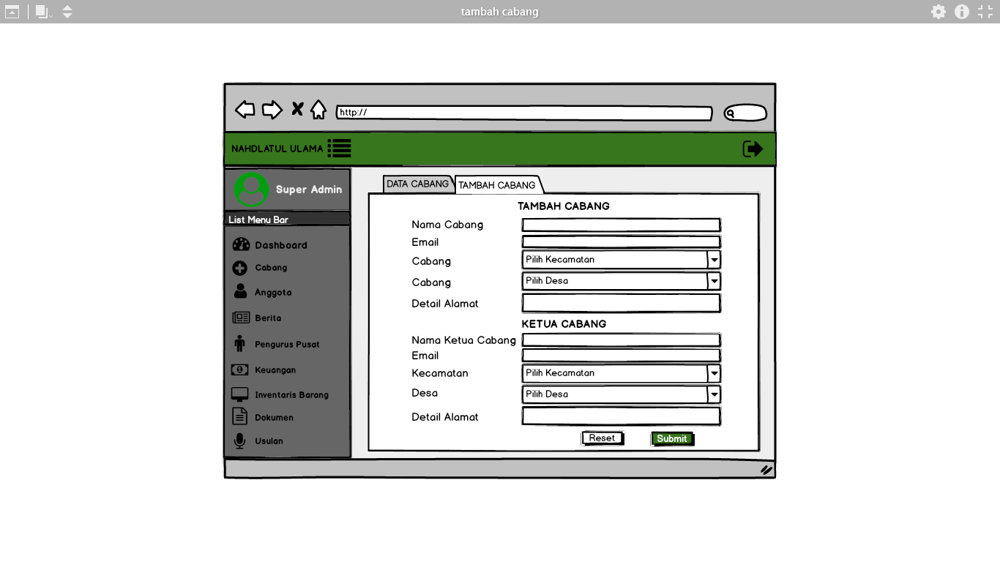 tambah cabang
http://
NAHDLATUL ULAMA
Super Admin
List Menu Bar
Dashboard
Cabang
Anggota
Berita
Pengurus Pusat
Keuangan
Inventaris Barang
Dokumen
Usulan
DATA CABANG
TAMBAH CABANG
TAMBAH CABANG
Nama Cabang
Email
Cabang Pilih Kecamatan
Cabang Pilih Desa
Detail Alamat
KETUA CABANG
Nama Ketua Cabang
Email
Kecamatan Pilih Kecamatan
Desa Pilih Desa
Detail Alamat
Reset Submit